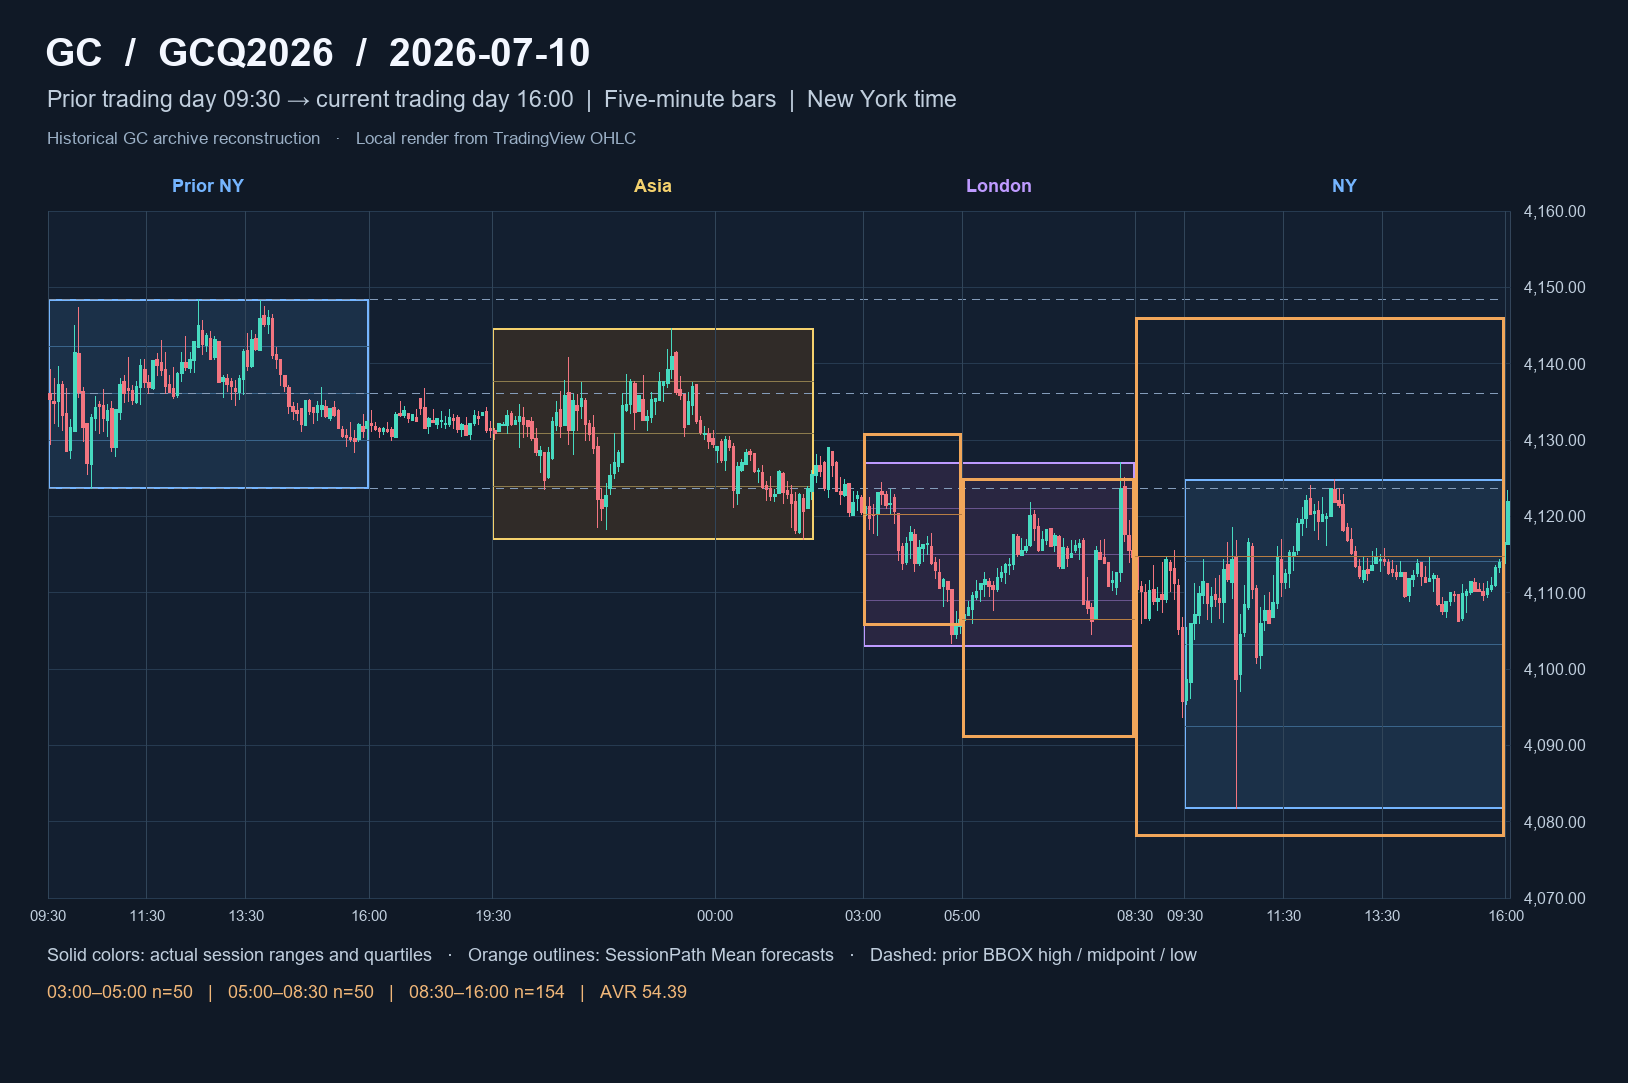 GC / GCQ2026 / 2026-07-10
Prior trading day 09:30 → current trading day 16:00 | Five-minute bars | New York time
Historical GC archive reconstruction · Local render from TradingView OHLC
Prior NY Asia London NY
4,160.00
4,150.00
4,140.00
4,130.00
4,120.00
4,110.00
4,100.00
4,090.00
4,080.00
4,070.00
09:30 11:30 13:30 16:00 19:30 00:00 03:00 05:00 08:30 09:30 11:30 13:30 16:00
Solid colors: actual session ranges and quartiles · Orange outlines: SessionPath Mean forecasts · Dashed: prior BBOX high / midpoint / low
03:00–05:00 n=50 | 05:00–08:30 n=50 | 08:30–16:00 n=154 | AVR 54.39